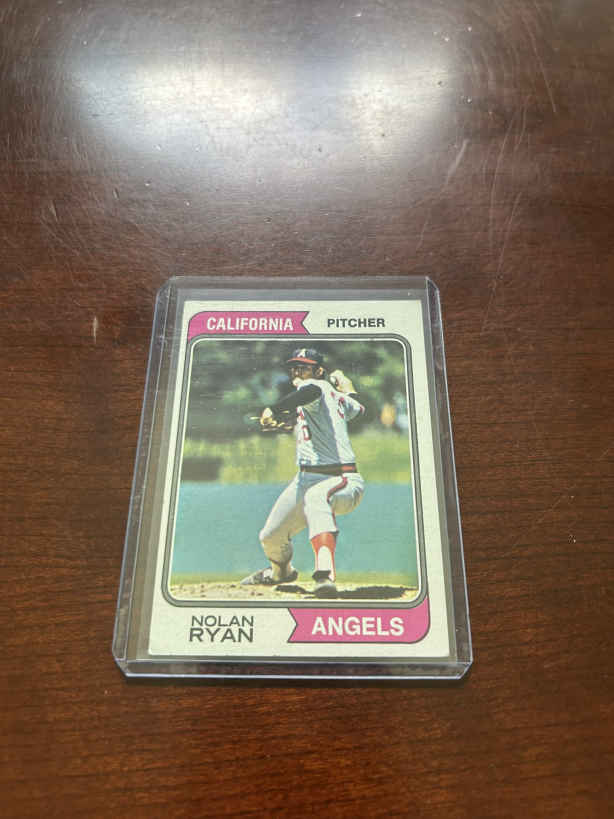 CALIFORNIA
PITCHER
NOLAN
RYAN
ANGELS